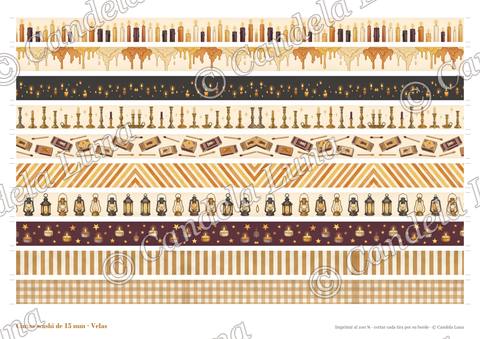 © Candela Luna
Cintas washi de 15 mm · Velas
Imprimir al 100 % · cortar cada tira por su borde · © Candela Luna